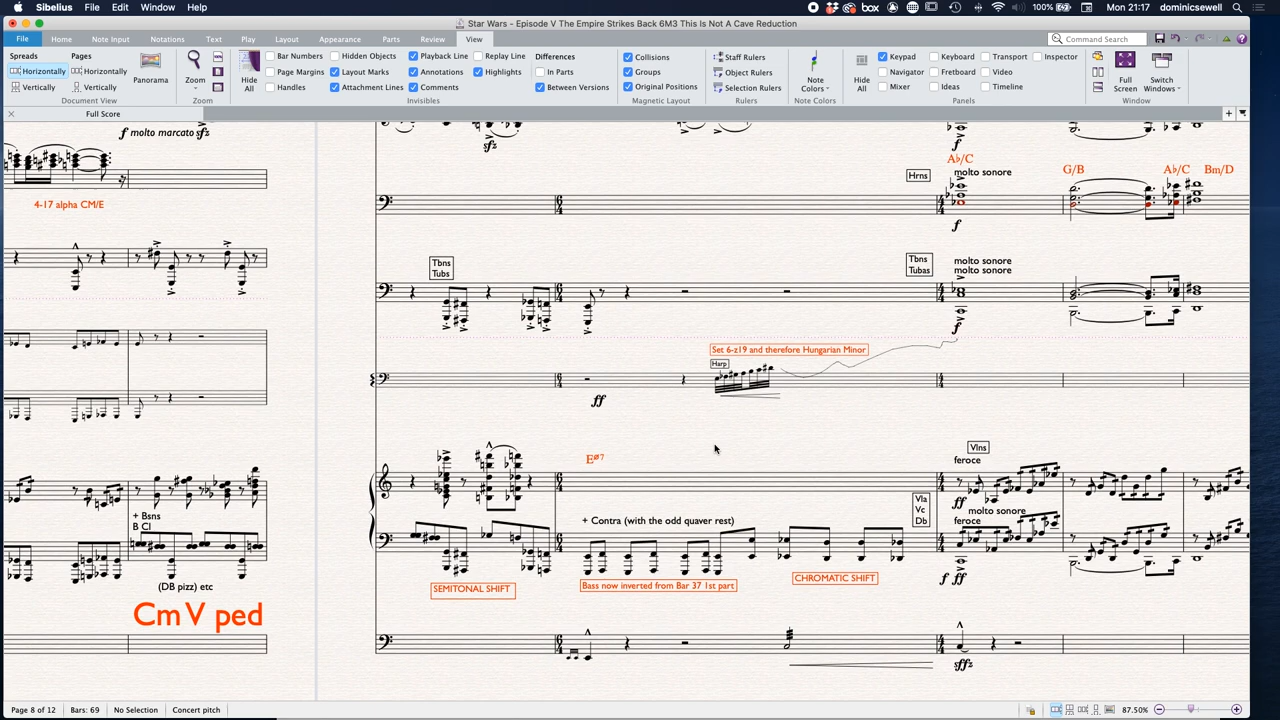 Sibelius File Edit View Window Help box 100% Mon 21:17 dominicsewell
Star Wars - Episode V The Empire Strikes Back 6M3 This Is Not A Cave Reduction
File Home Note Input Notations Text Play Layout Appearance Parts Review View Command Search
Spreads Pages
Horizontally Horizontally Panorama
Vertically Vertically
Document View
Zoom
Zoom
Hide All
Bar Numbers Hidden Objects Playback Line Replay Line
Page Margins Layout Marks Annotations Highlights
Handles Attachment Lines Comments
Invisibles
Differences
In Parts
Between Versions
Collisions
Groups
Original Positions
Magnetic Layout
Staff Rulers
Object Rulers
Selection Rulers
Rulers
Note Colors
Note Colors
Hide All
Keypad Keyboard Transport Inspector
Navigator Fretboard Video
Mixer Ideas Timeline
Panels
Full Screen
Switch Windows
Window
Full Score
f molto marcato sfz
sfz
f
4-17 alpha CM/E
Hrns
Ab/C
molto sonore
G/B
Ab/C
Bm/D
f
Tbns
Tubs
Tbns
Tubas
molto sonore
molto sonore
f
Set 6-z19 and therefore Hungarian Minor
Harp
ff
Eø7
Vlns
feroce
ff
+ Bsns
B Cl
+ Contra (with the odd quaver rest)
Vla
Vc
Db
molto sonore
feroce
f ff
(DB pizz) etc
SEMITONAL SHIFT
Bass now inverted from Bar 37 1st part
CHROMATIC SHIFT
Cm V ped
sffz
Page 8 of 12 Bars: 69 No Selection Concert pitch 87.50%